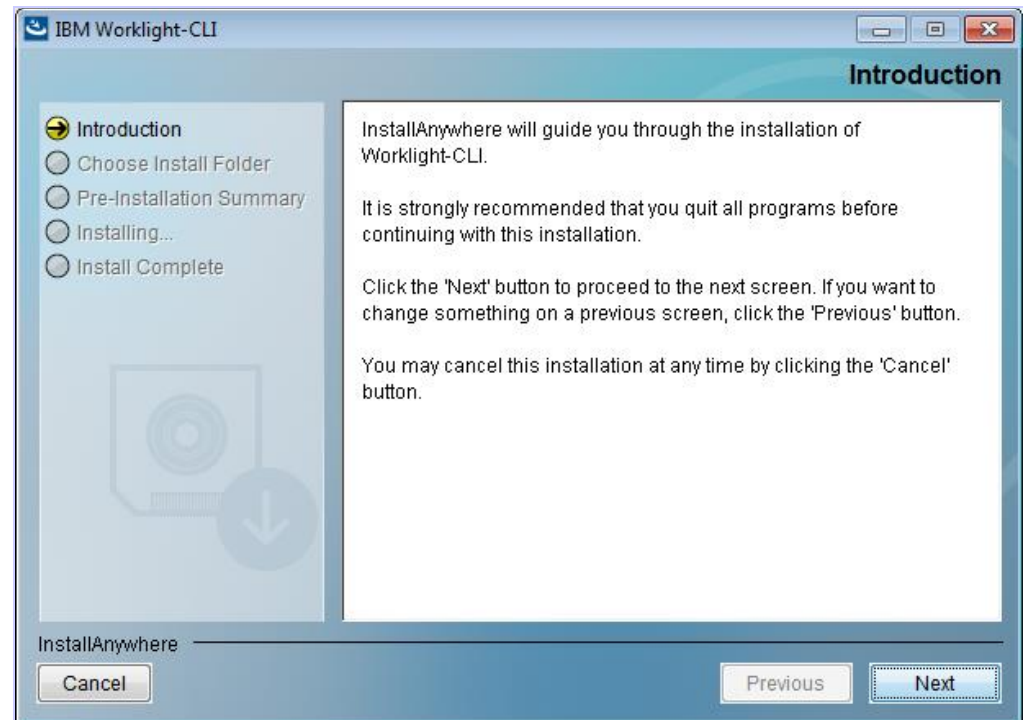 IBM Worklight-CLI
Introduction
Introduction
Choose Install Folder
Pre-Installation Summary
Installing...
Install Complete
InstallAnywhere will guide you through the installation of
Worklight-CLI.
It is strongly recommended that you quit all programs before
continuing with this installation.
Click the 'Next' button to proceed to the next screen. If you want to
change something on a previous screen, click the 'Previous' button.
You may cancel this installation at any time by clicking the 'Cancel'
button.
InstallAnywhere
Cancel
Previous
Next